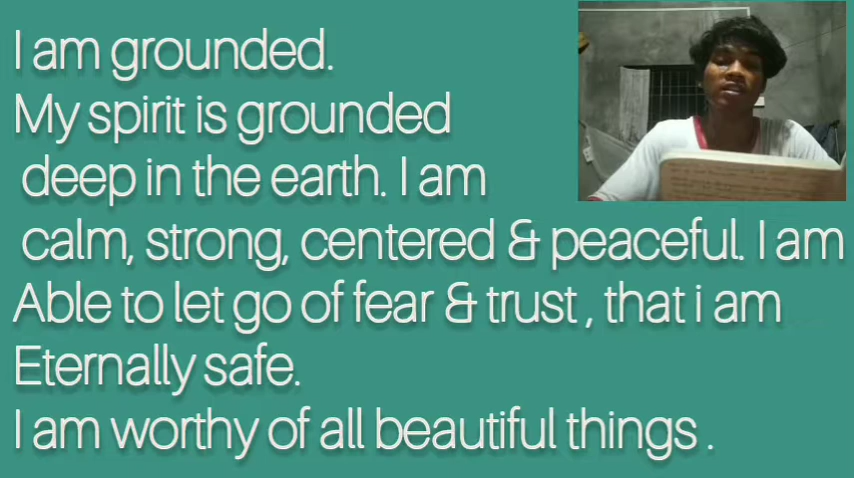 I am grounded.
My spirit is grounded
deep in the earth. I am
calm, strong, centered & peaceful. I am
Able to let go of fear & trust , that i am
Eternally safe.
I am worthy of all beautiful things .